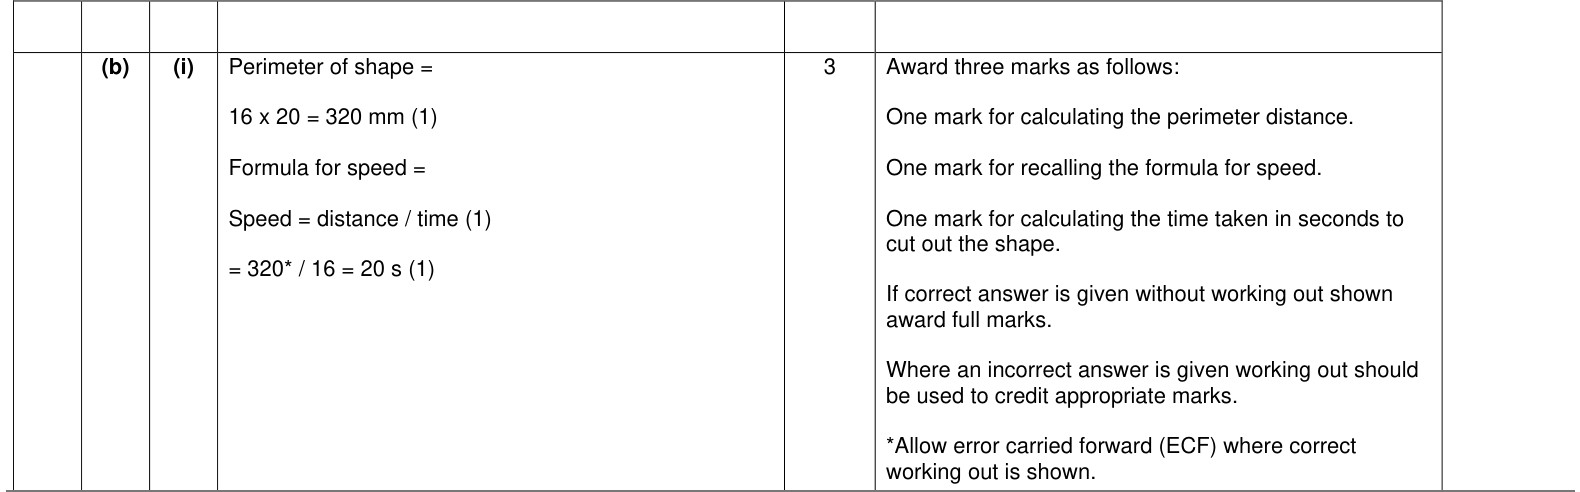 (b) (i) Perimeter of shape = 3 Award three marks as follows:
16 x 20 = 320 mm (1) One mark for calculating the perimeter distance.
Formula for speed = One mark for recalling the formula for speed.
Speed = distance / time (1) One mark for calculating the time taken in seconds to
cut out the shape.
= 320* / 16 = 20 s (1)
If correct answer is given without working out shown
award full marks.
Where an incorrect answer is given working out should
be used to credit appropriate marks.
*Allow error carried forward (ECF) where correct
working out is shown.